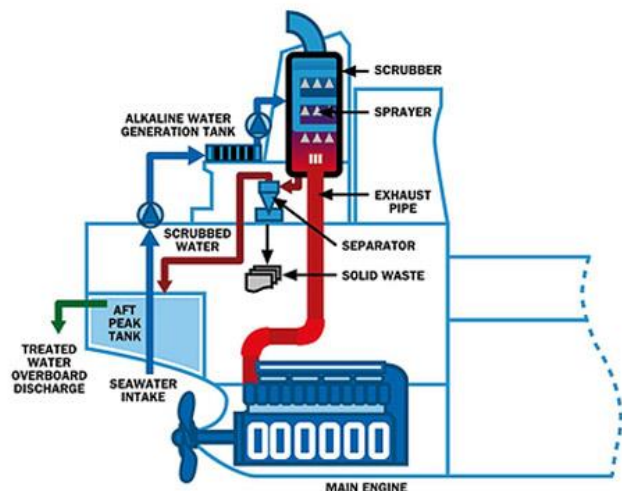 SCRUBBER
SPRAYER
ALKALINE WATER
GENERATION TANK
EXHAUST
PIPE
SCRUBBED
WATER
SEPARATOR
SOLID WASTE
AFT
PEAK
TANK
TREATED
WATER
OVERBOARD
DISCHARGE
SEAWATER
INTAKE
MAIN ENGINE